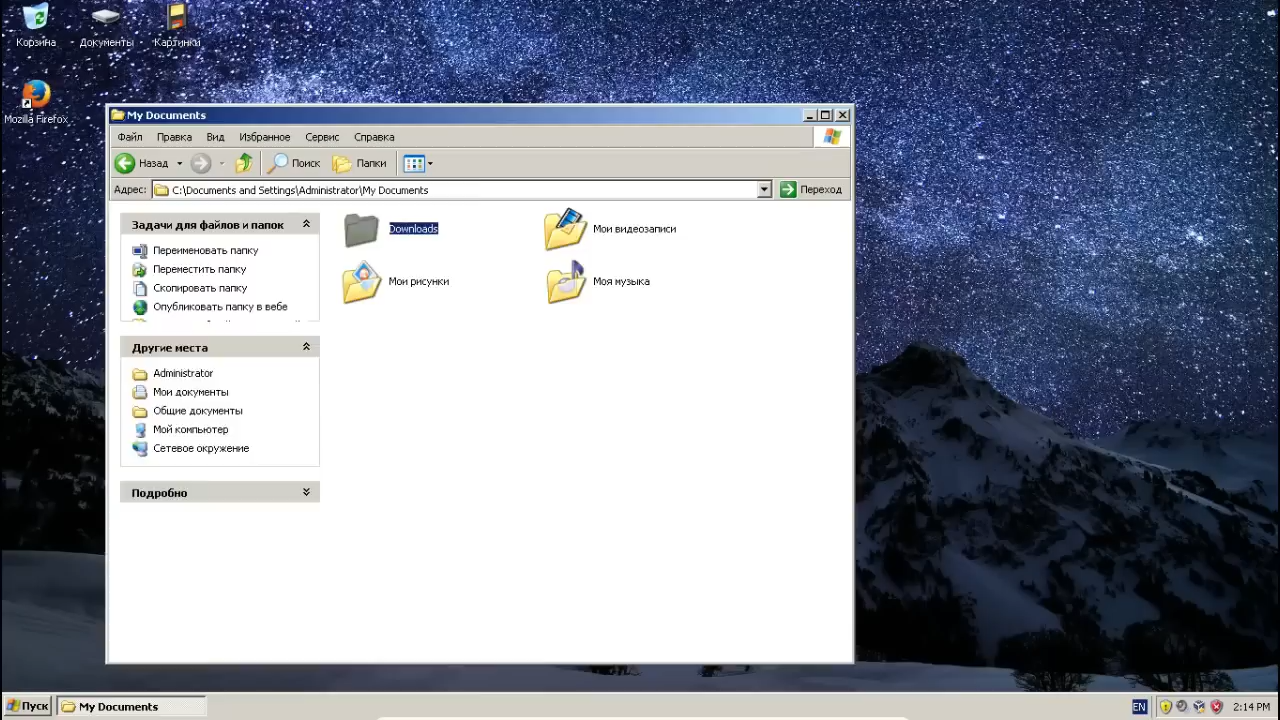 Корзина
Документы
Картинки
Mozilla Firefox
My Documents
Файл Правка Вид Избранное Сервис Справка
Назад Поиск Папки
Адрес: C:\Documents and Settings\Administrator\My Documents Переход
Задачи для файлов и папок
Переименовать папку
Переместить папку
Скопировать папку
Опубликовать папку в вебе
Другие места
Administrator
Мои документы
Общие документы
Мой компьютер
Сетевое окружение
Подробно
Downloads
Мои видеозаписи
Мои рисунки
Моя музыка
Пуск My Documents EN 2:14 PM